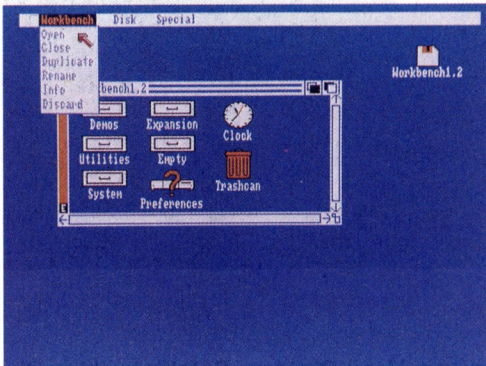 Workbench Disk Special
Open
Close
Duplicate
Rename
Info
Discard
Workbench1.2
bench1.2
Demos Expansion Clock
Utilities Empty Trashcan
System Preferences
E